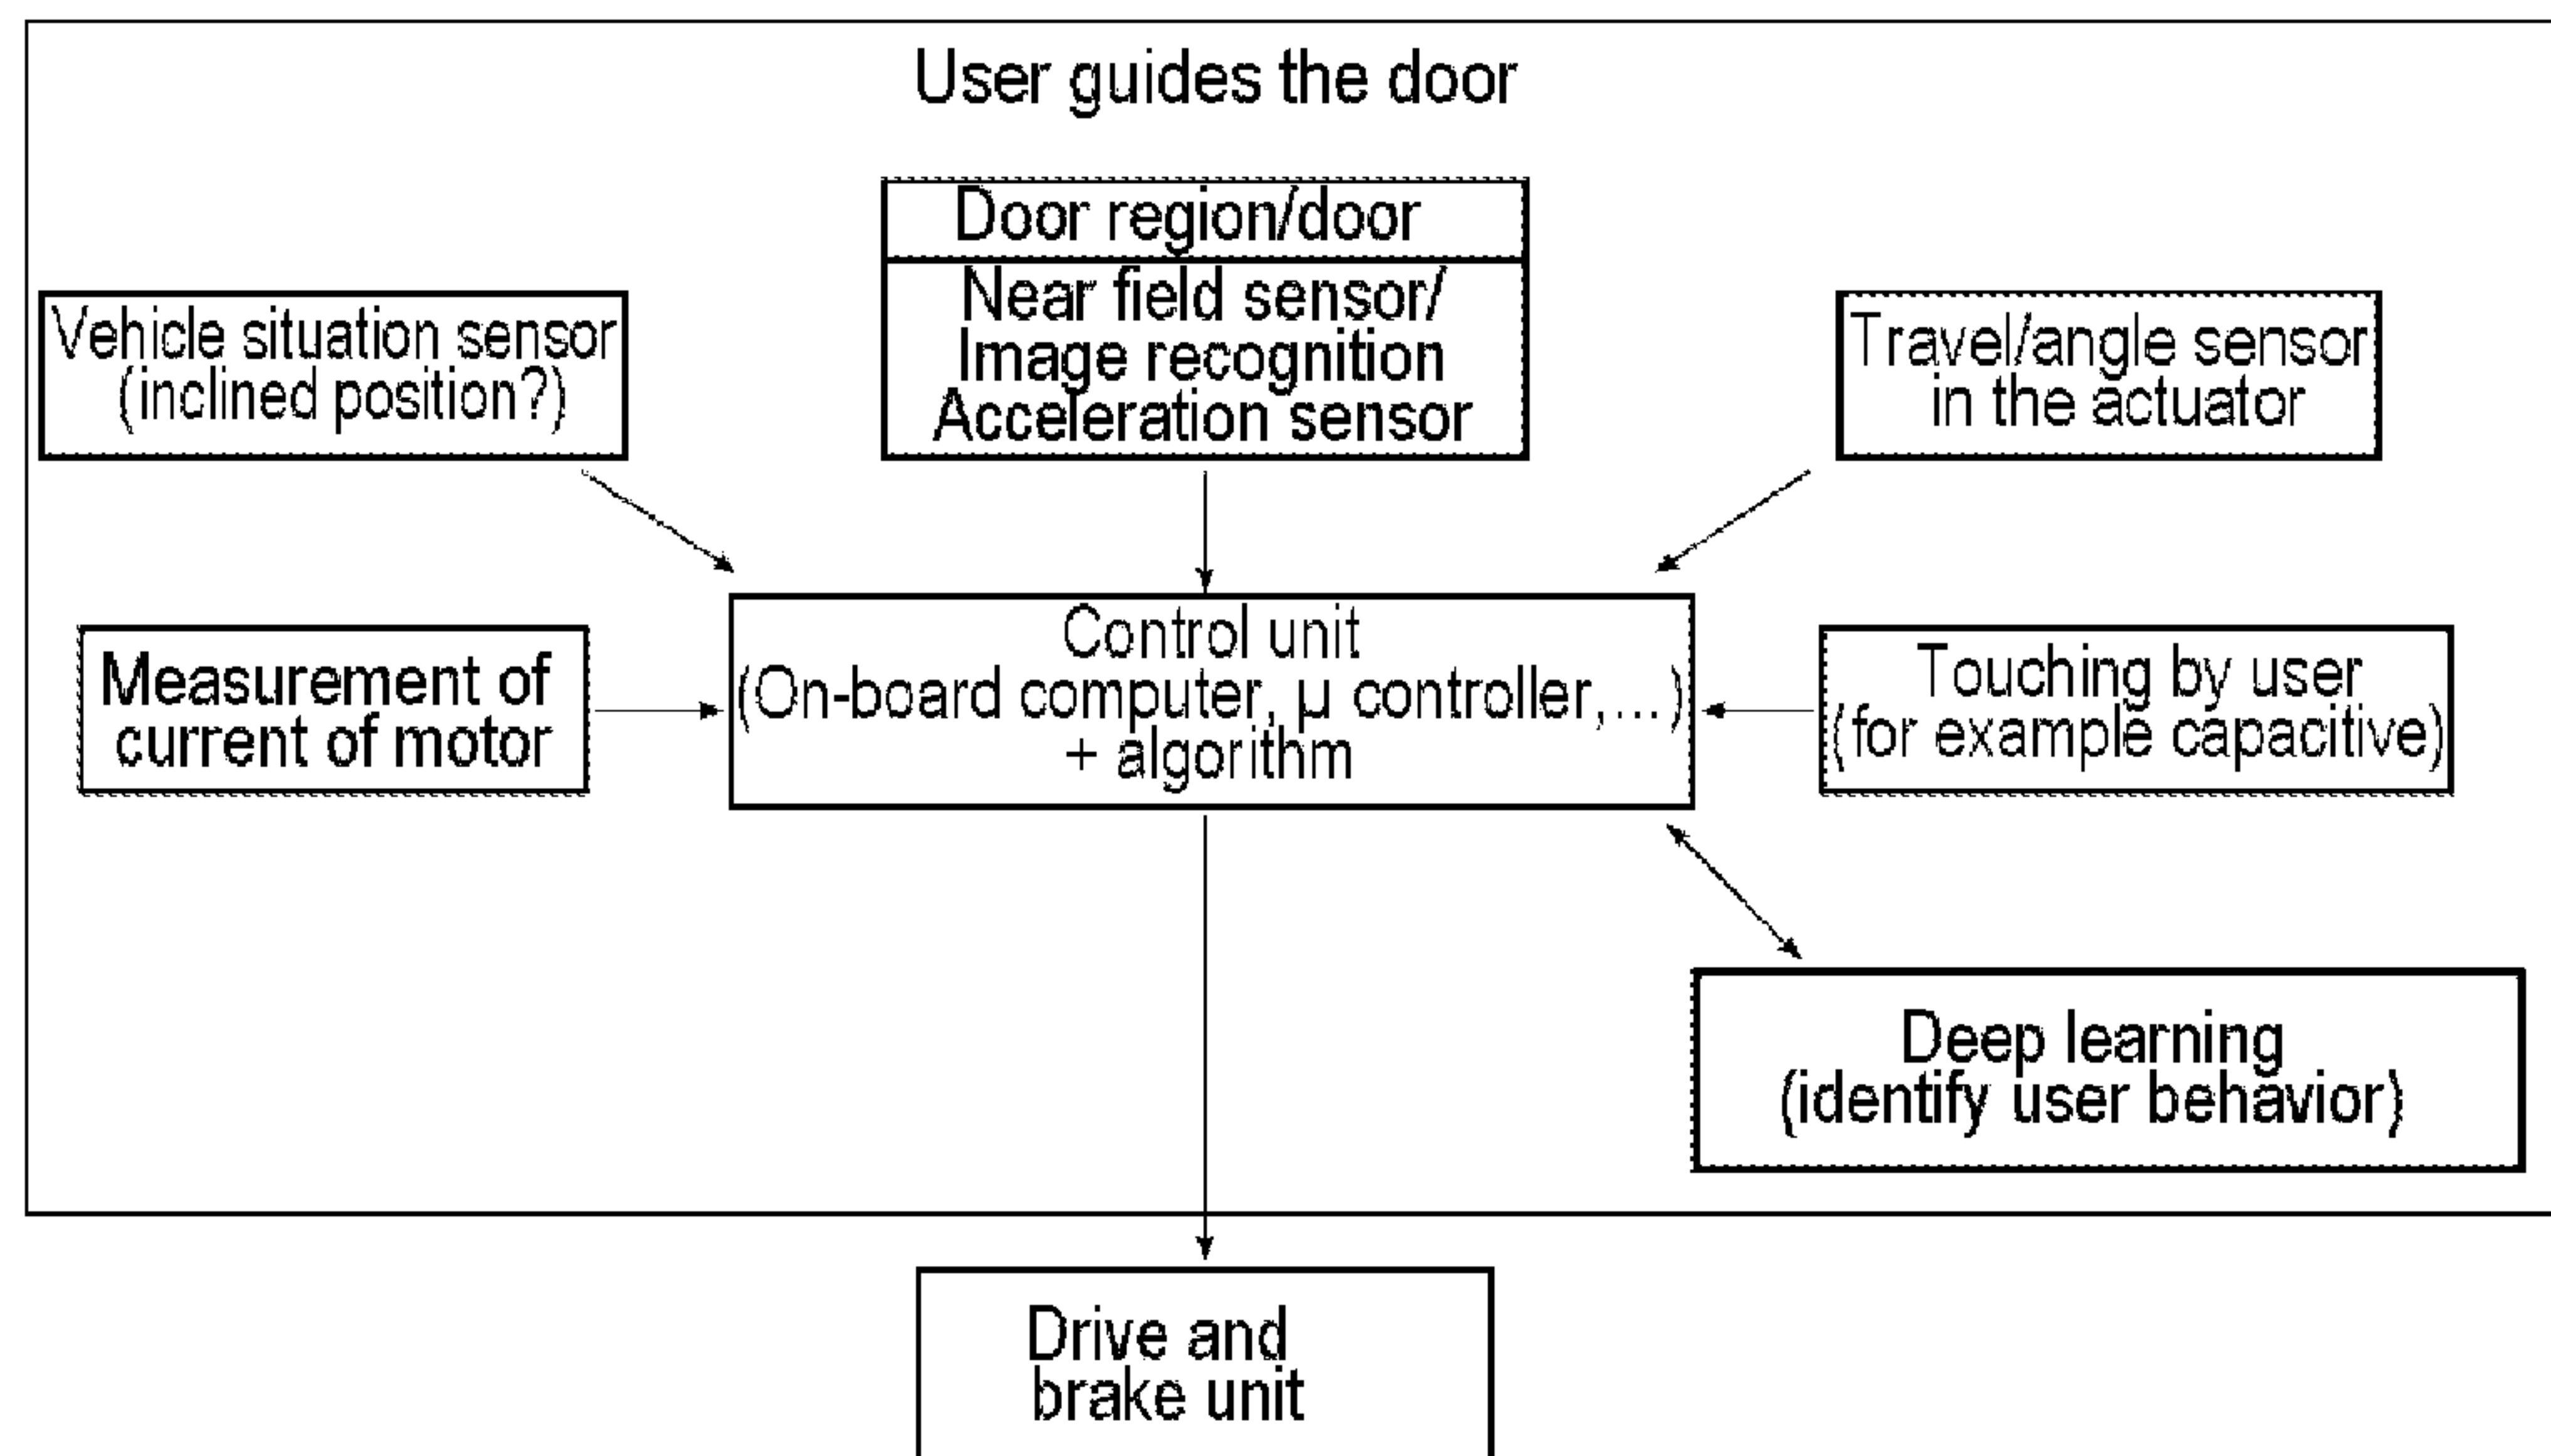 User guides the door
Door region/door
Near field sensor/
Image recognition
Acceleration sensor
Vehicle situation sensor
(inclined position?)
Travel/angle sensor
in the actuator
Control unit
(On-board computer, µ controller,...)
+ algorithm
Measurement of
current of motor
Touching by user
(for example capacitive)
Deep learning
(identify user behavior)
Drive and
brake unit